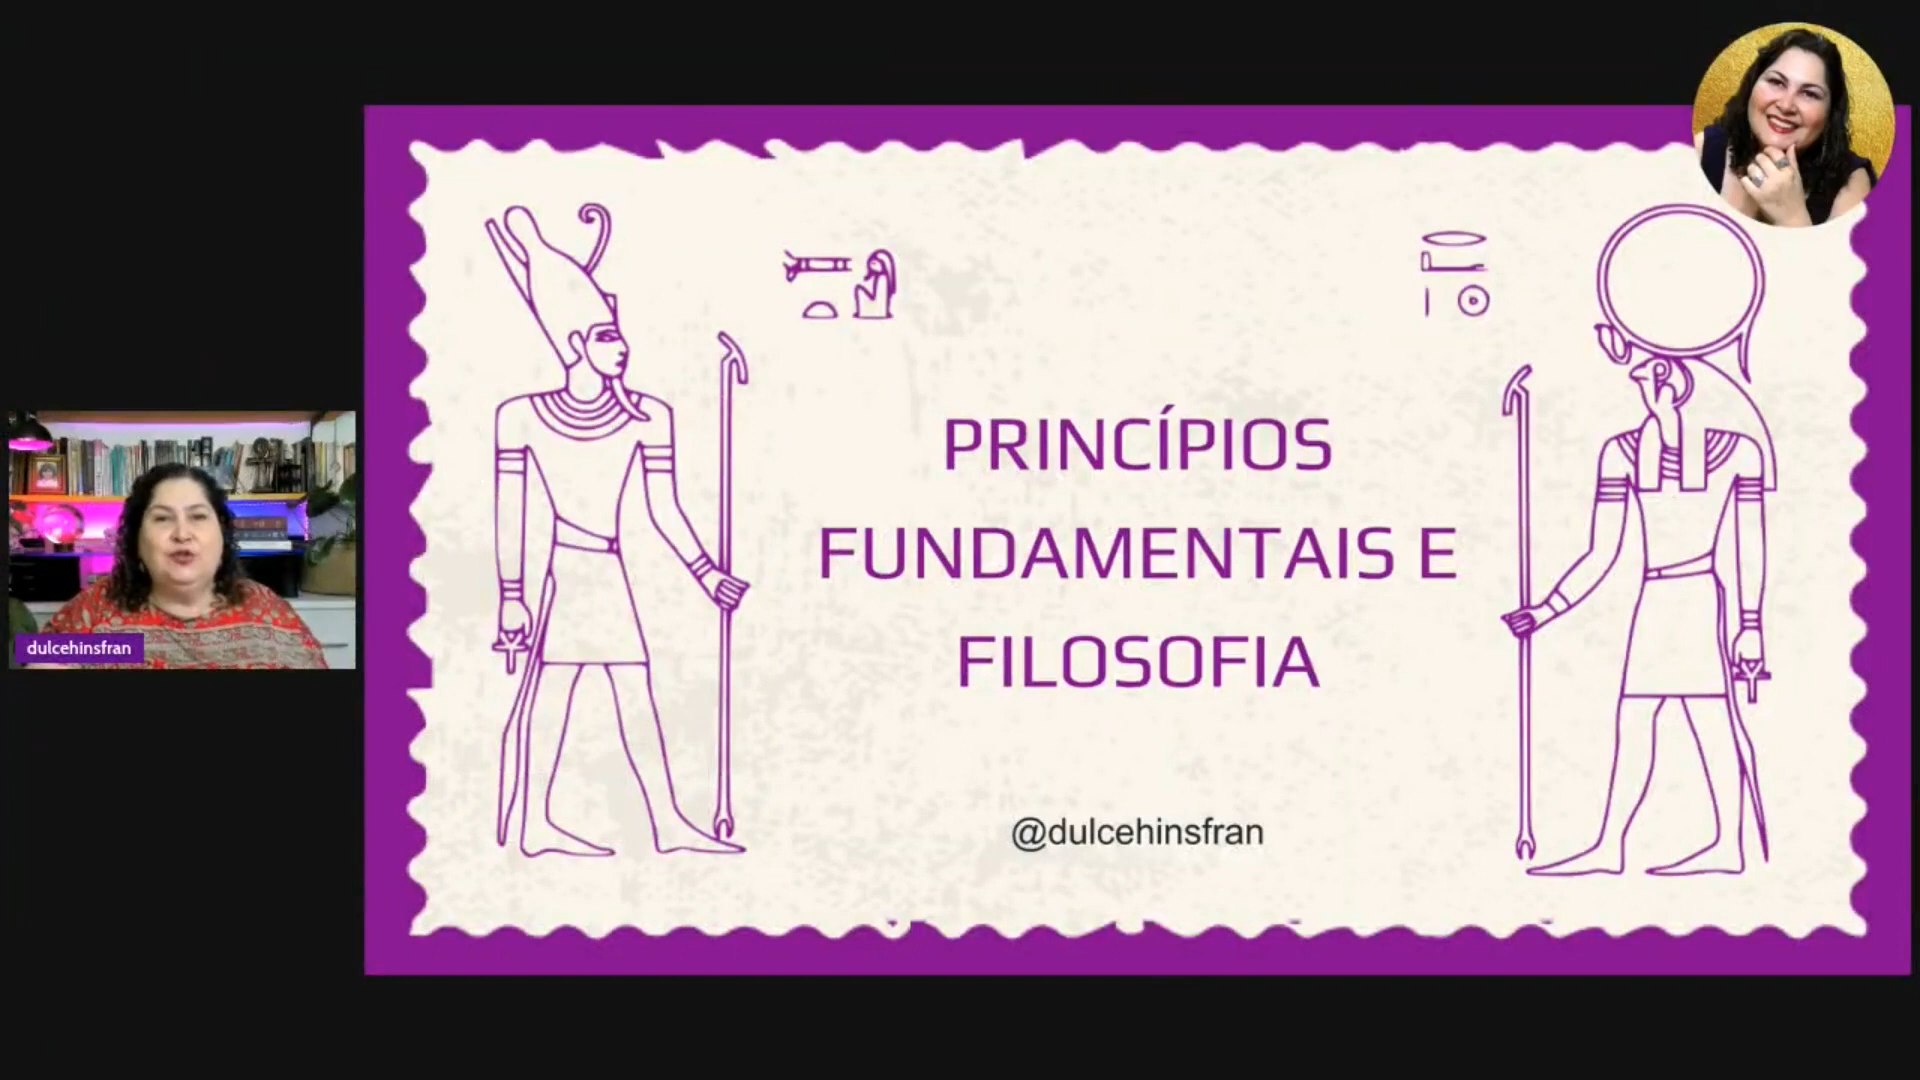 PRINCÍPIOS
FUNDAMENTAIS E
FILOSOFIA
@dulcehinsfran
dulcehinsfran